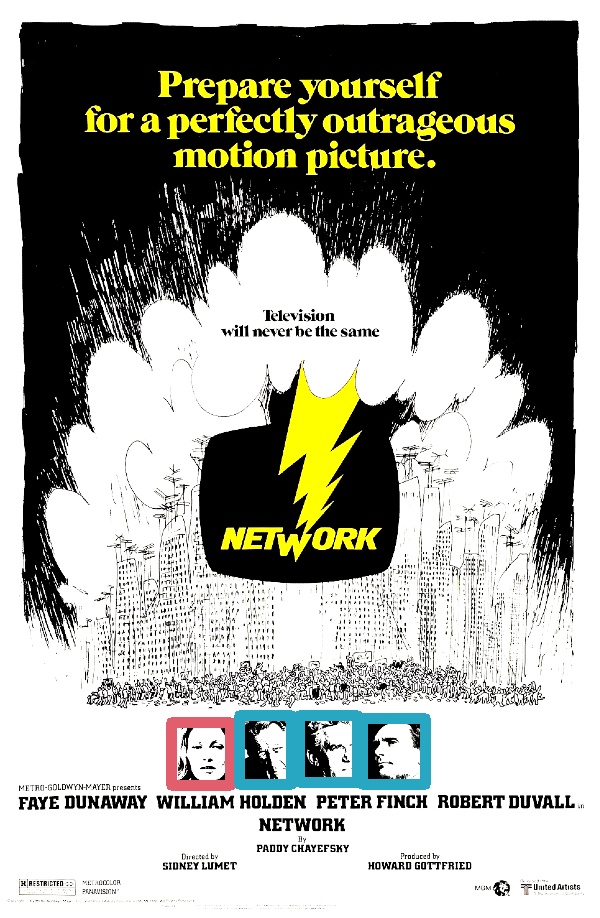 Prepare yourself
for a perfectly outrageous
motion picture.
Television
will never be the same
NETWORK
METRO-GOLDWYN-MAYER presents
FAYE DUNAWAY WILLIAM HOLDEN PETER FINCH ROBERT DUVALL in
NETWORK
By
PADDY CHAYEFSKY
Directed by
SIDNEY LUMET
Produced by
HOWARD GOTTFRIED
R RESTRICTED
METROCOLOR
PANAVISION
MGM
United Artists